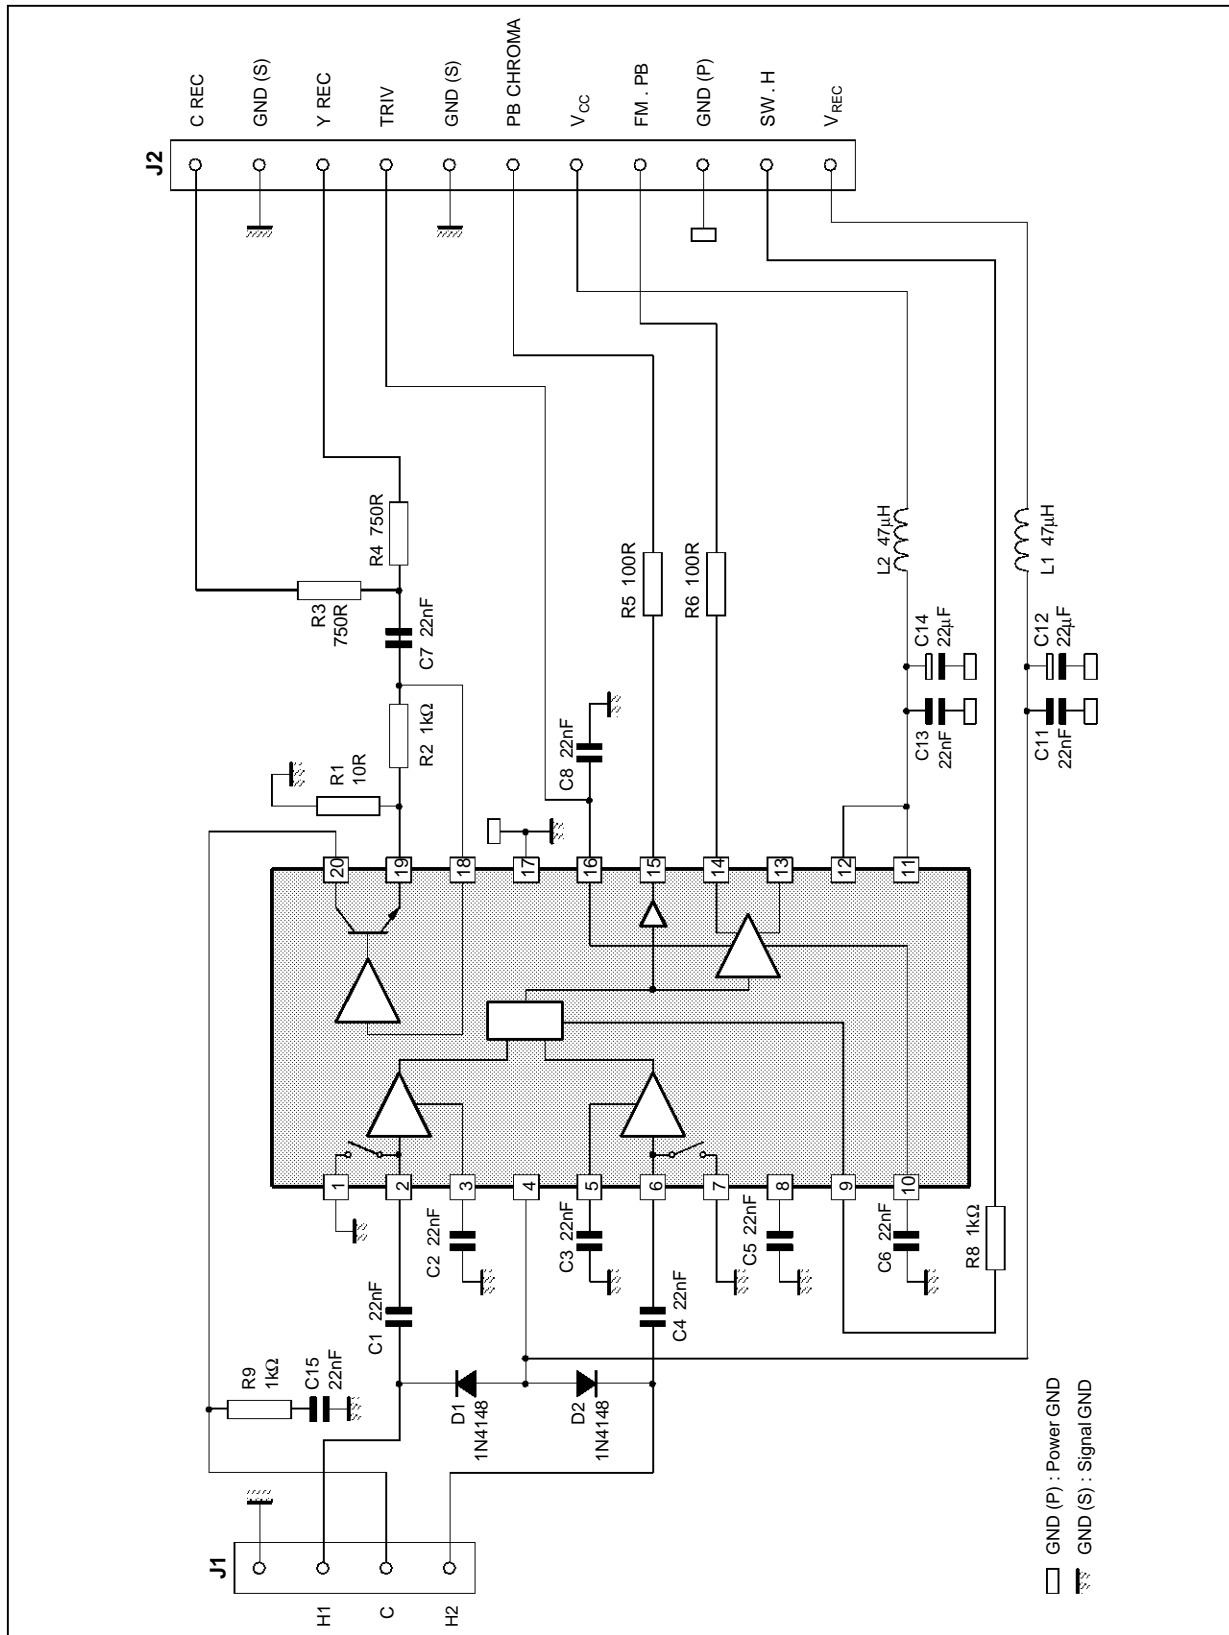 J2
C REC
GND (S)
Y REC
TRIV
GND (S)
PB CHROMA
VCC
FM . PB
GND (P)
SW . H
VREC
R3
750R
R4 750R
C7 22nF
R1
10R
R2 1kΩ
C8 22nF
R5 100R
R6 100R
L2 47µH
L1 47µH
C14
22µF
C12
22µF
C13
22nF
C11
22nF
20
19
18
17
16
15
14
13
12
11
1
2
3
4
5
6
7
8
9
10
C2 22nF
C3 22nF
C5 22nF
C6 22nF
R8 1kΩ
C1 22nF
C4 22nF
R9
1kΩ
C15
22nF
D1
1N4148
D2
1N4148
J1
H1
C
H2
GND (P) : Power GND
GND (S) : Signal GND